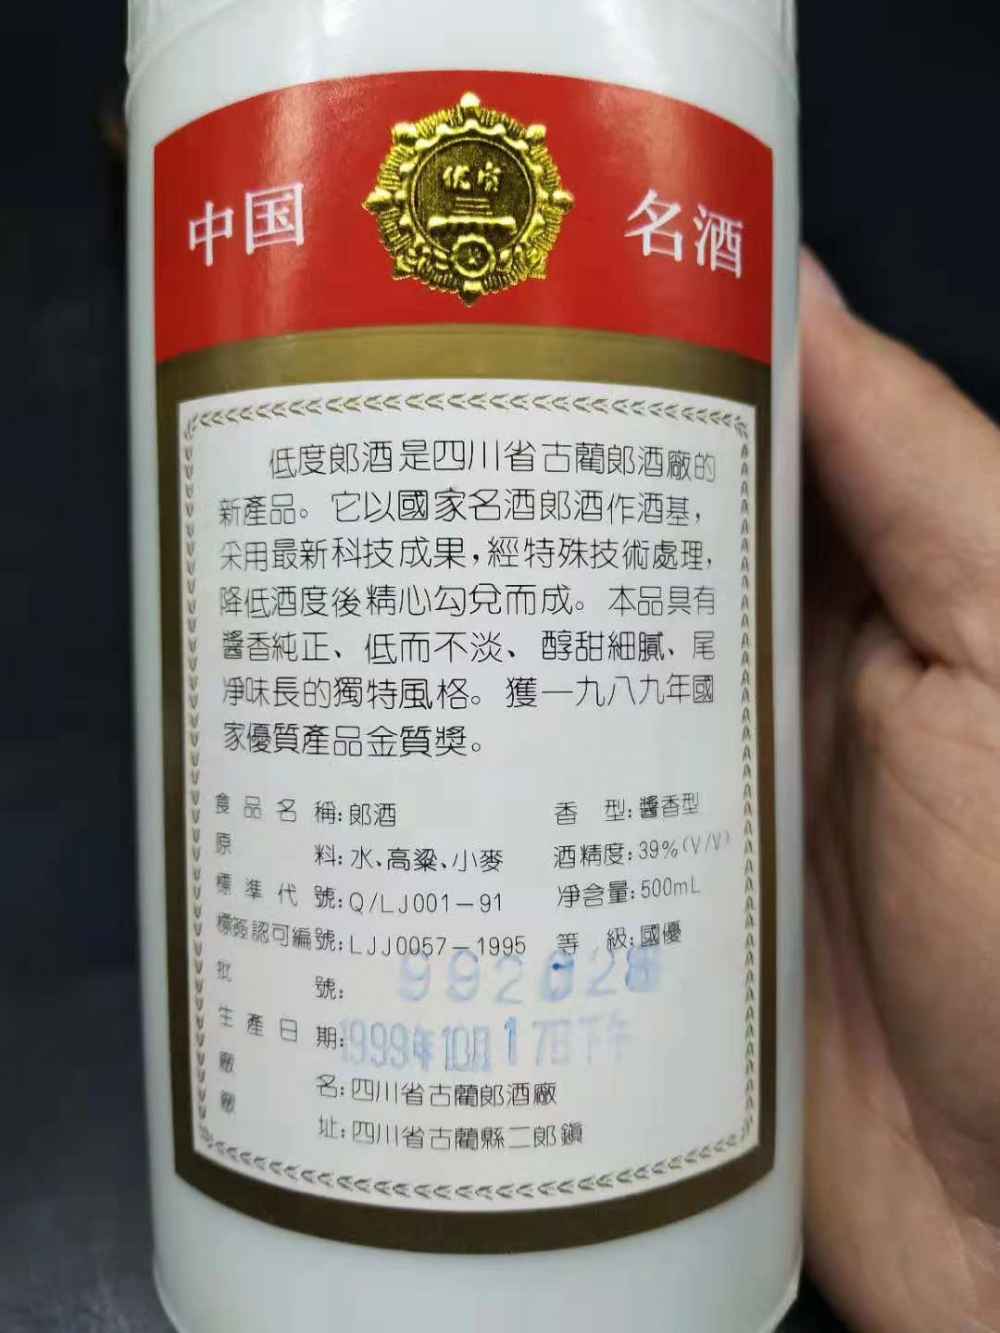 中国
优质
名酒
低度郎酒是四川省古藺郎酒廠的
新產品。它以國家名酒郎酒作酒基，
采用最新科技成果，經特殊技術處理，
降低酒度後精心勾兌而成。本品具有
醬香純正、低而不淡、醇甜細膩、尾
淨味長的獨特風格。獲一九八九年國
家優質產品金質獎。
食品名稱：郎酒 香型：醬香型
原料：水、高粱、小麥 酒精度：39%(V/V)
標準代號：Q/LJ001－91 淨含量：500mL
標簽認可編號：LJJ0057－1995 等級：國優
批號：
生產日期：1999年10月17日下午
廠名：四川省古藺郎酒廠
廠址：四川省古藺縣二郎鎮